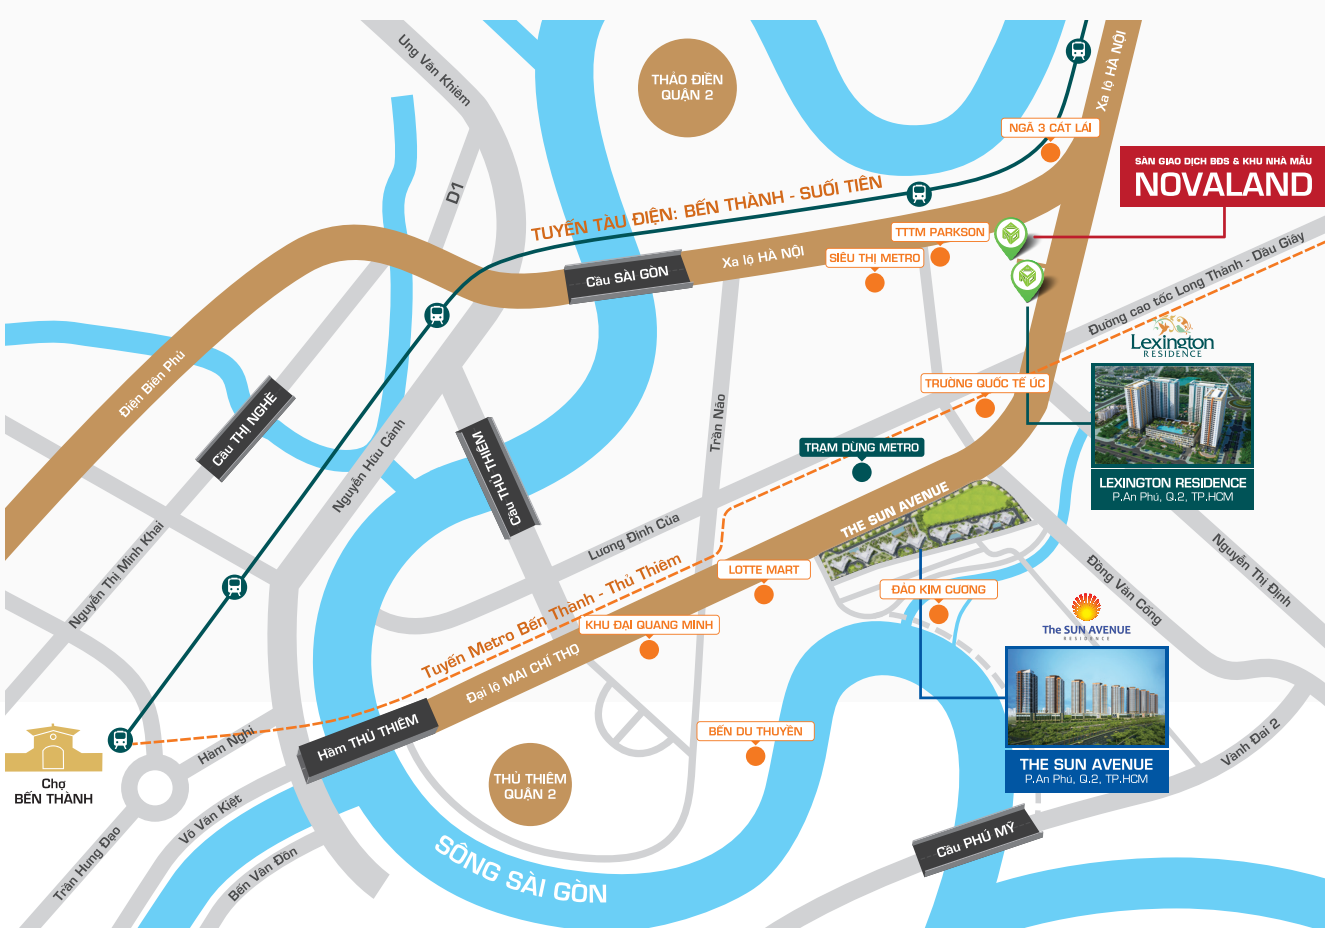 Ung Văn Khiêm
THẢO ĐIỀN
QUẬN 2
Xa lộ HÀ NỘI
NGÃ 3 CÁT LÁI
SÀN GIAO DỊCH BĐS & KHU NHÀ MẪU
NOVALAND
D1
TUYẾN TÀU ĐIỆN: BẾN THÀNH - SUỐI TIÊN
TTTM PARKSON
SIÊU THỊ METRO
Xa lộ HÀ NỘI
Cầu SÀI GÒN
Đường cao tốc Long Thành - Dầu Giây
Lexington
RESIDENCE
Điện Biên Phủ
TRƯỜNG QUỐC TẾ ÚC
Cầu THỊ NGHÈ
Trần Não
Nguyễn Hữu Cảnh
Cầu THỦ THIÊM
TRẠM DỪNG METRO
LEXINGTON RESIDENCE
P.An Phú, Q.2, TP.HCM
THE SUN AVENUE
Lương Định Của
Nguyễn Thị Minh Khai
Đồng Văn Cống
Nguyễn Thị Định
LOTTE MART
ĐẢO KIM CƯƠNG
Tuyến Metro Bến Thành - Thủ Thiêm
KHU ĐẠI QUANG MINH
The SUN AVENUE
RESIDENCE
Đại lộ MAI CHÍ THỌ
Hầm THỦ THIÊM
BẾN DU THUYỀN
Hàm Nghi
Vành Đai 2
THE SUN AVENUE
P.An Phú, Q.2, TP.HCM
Chợ
BẾN THÀNH
THỦ THIÊM
QUẬN 2
Võ Văn Kiệt
Trần Hưng Đạo
Bến Vân Đồn
SÔNG SÀI GÒN
Cầu PHÚ MỸ